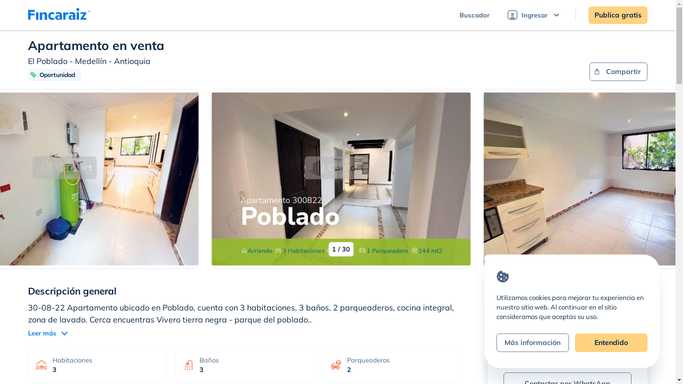 Fincaraiz
Buscador
Ingresar
Publica gratis
Apartamento en venta
El Poblado - Medellín - Antioquia
Oportunidad
Compartir
Apartamento 300822
Poblado
Arriendo
3 Habitaciones
1 / 30
1 Parqueadero
244 mt2
Descripción general
30-08-22 Apartamento ubicado en Poblado, cuenta con 3 habitaciones, 3 baños, 2 parqueaderos, cocina integral,
zona de lavado. Cerca encuentras Vivero tierra negra - parque del poblado..
Leer más
Habitaciones
3
Baños
3
Parqueaderos
2
Utilizamos cookies para mejorar tu experiencia en
nuestro sitio web. Al continuar en el sitio
consideramos que aceptas su uso.
Más información
Entendido
Contactar por WhatsApp